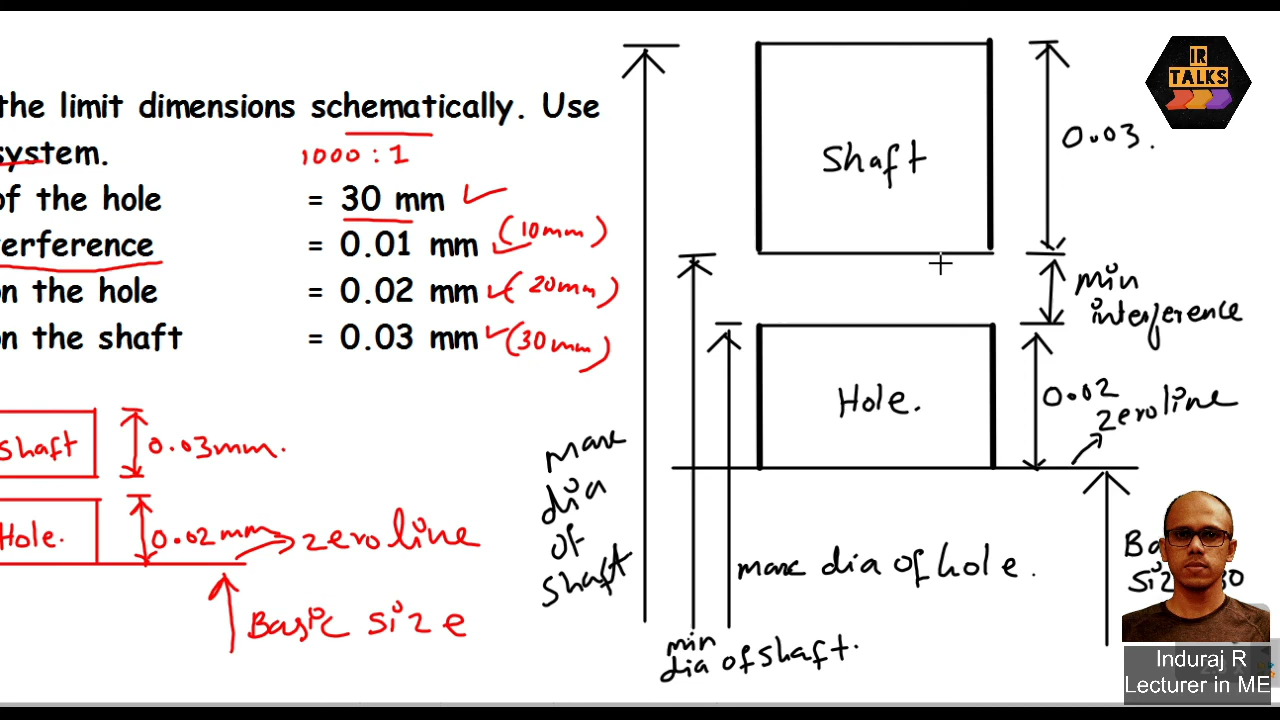 the limit dimensions schematically. Use
system.
1000 : 1
of the hole = 30 mm
erference = 0.01 mm (10mm)
on the hole = 0.02 mm (20mm)
on the shaft = 0.03 mm (30mm)
shaft
0.03mm.
Hole.
0.02mm
zero line
Basic size
Shaft
0.03.
min
interference
Hole.
0.02
zero line
max
dia
of
shaft
max dia of hole.
min
dia of shaft.
Ba
IR
TALKS
Induraj R
Lecturer in ME